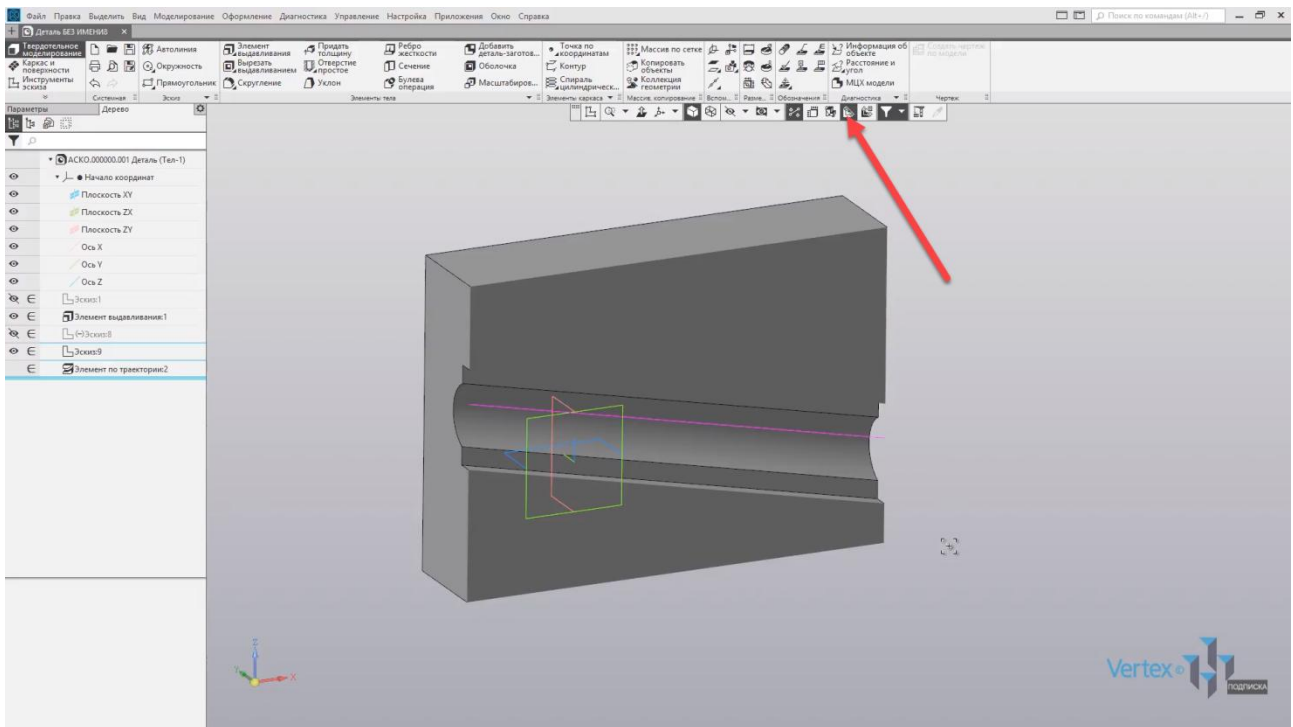 Файл Правка Выделить Вид Моделирование Оформление Диагностика Управление Настройка Приложения Окно Справка
Поиск по командам (Alt+/)
Деталь БЕЗ ИМЕНИ8 ×
Твердотельное моделирование
Каркас и поверхности
Инструменты эскиза
Системная
Автолиния
Окружность
Прямоугольник
Эскиз
Элемент выдавливания
Вырезать выдавливанием
Скругление
Придать толщину
Отверстие простое
Уклон
Ребро жесткости
Сечение
Булева операция
Добавить деталь-заготов...
Оболочка
Масштабиров...
Элементы тела
Точка по координатам
Контур
Спираль цилиндрическ...
Элементы каркаса
Массив по сетке
Копировать объекты
Коллекция геометрии
Массив, копирование
Вспом...
Разме...
Обозначения
Информация об объекте
Расстояние и угол
МЦХ модели
Диагностика
Создать чертеж по модели
Чертеж
Параметры
Дерево
АСКО.000000.001 Деталь (Тел-1)
Начало координат
Плоскость XY
Плоскость ZX
Плоскость ZY
Ось X
Ось Y
Ось Z
Эскиз:1
Элемент выдавливания:1
(-)Эскиз:8
Эскиз:9
Элемент по траектории:2
Z
Y
X
Vertex
ПОДПИСКА